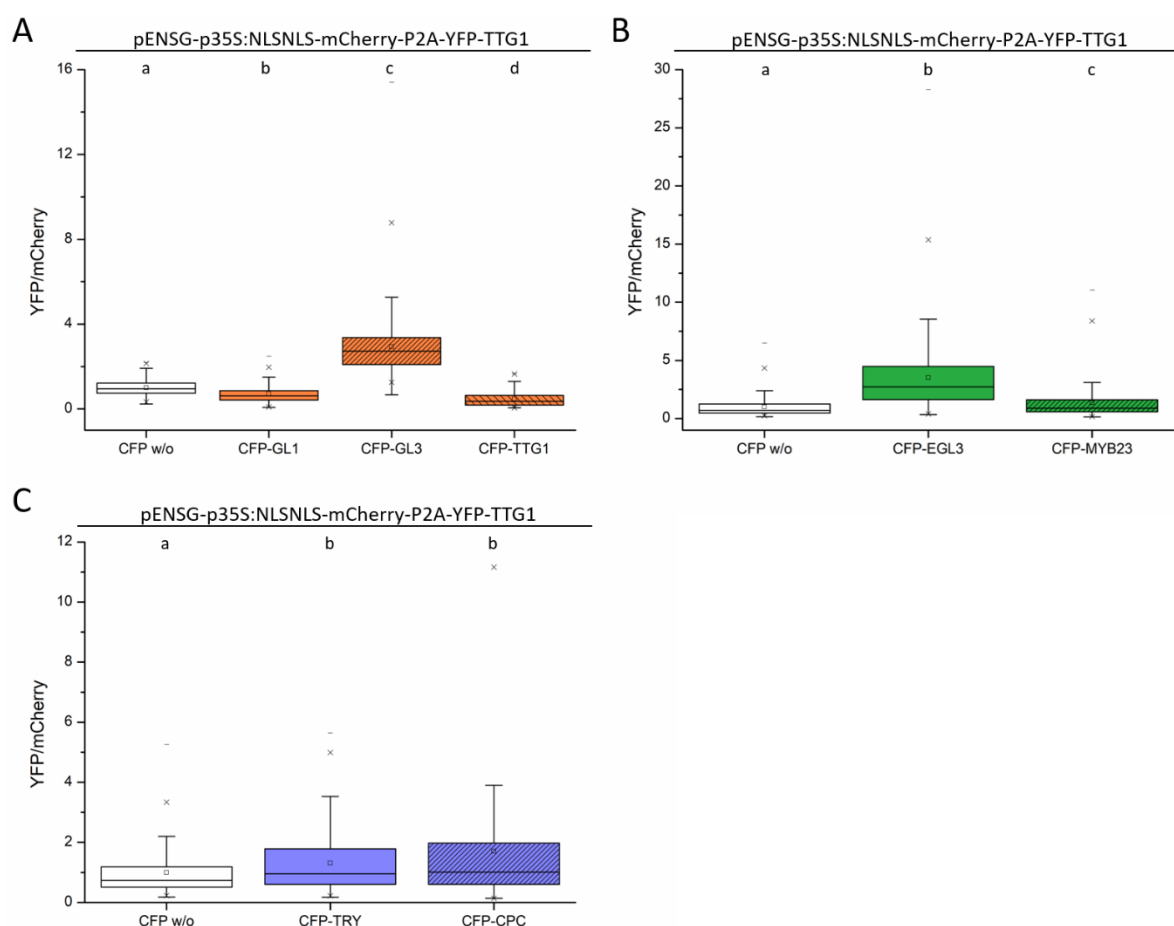 A
pENSG-p35S:NLSNLS-mCherry-P2A-YFP-TTG1
a b c d
16
12
8
4
0
YFP/mCherry
CFP w/o CFP-GL1 CFP-GL3 CFP-TTG1
B
pENSG-p35S:NLSNLS-mCherry-P2A-YFP-TTG1
a b c
30
25
20
15
10
5
0
YFP/mCherry
CFP w/o CFP-EGL3 CFP-MYB23
C
pENSG-p35S:NLSNLS-mCherry-P2A-YFP-TTG1
a b b
12
10
8
6
4
2
0
YFP/mCherry
CFP w/o CFP-TRY CFP-CPC